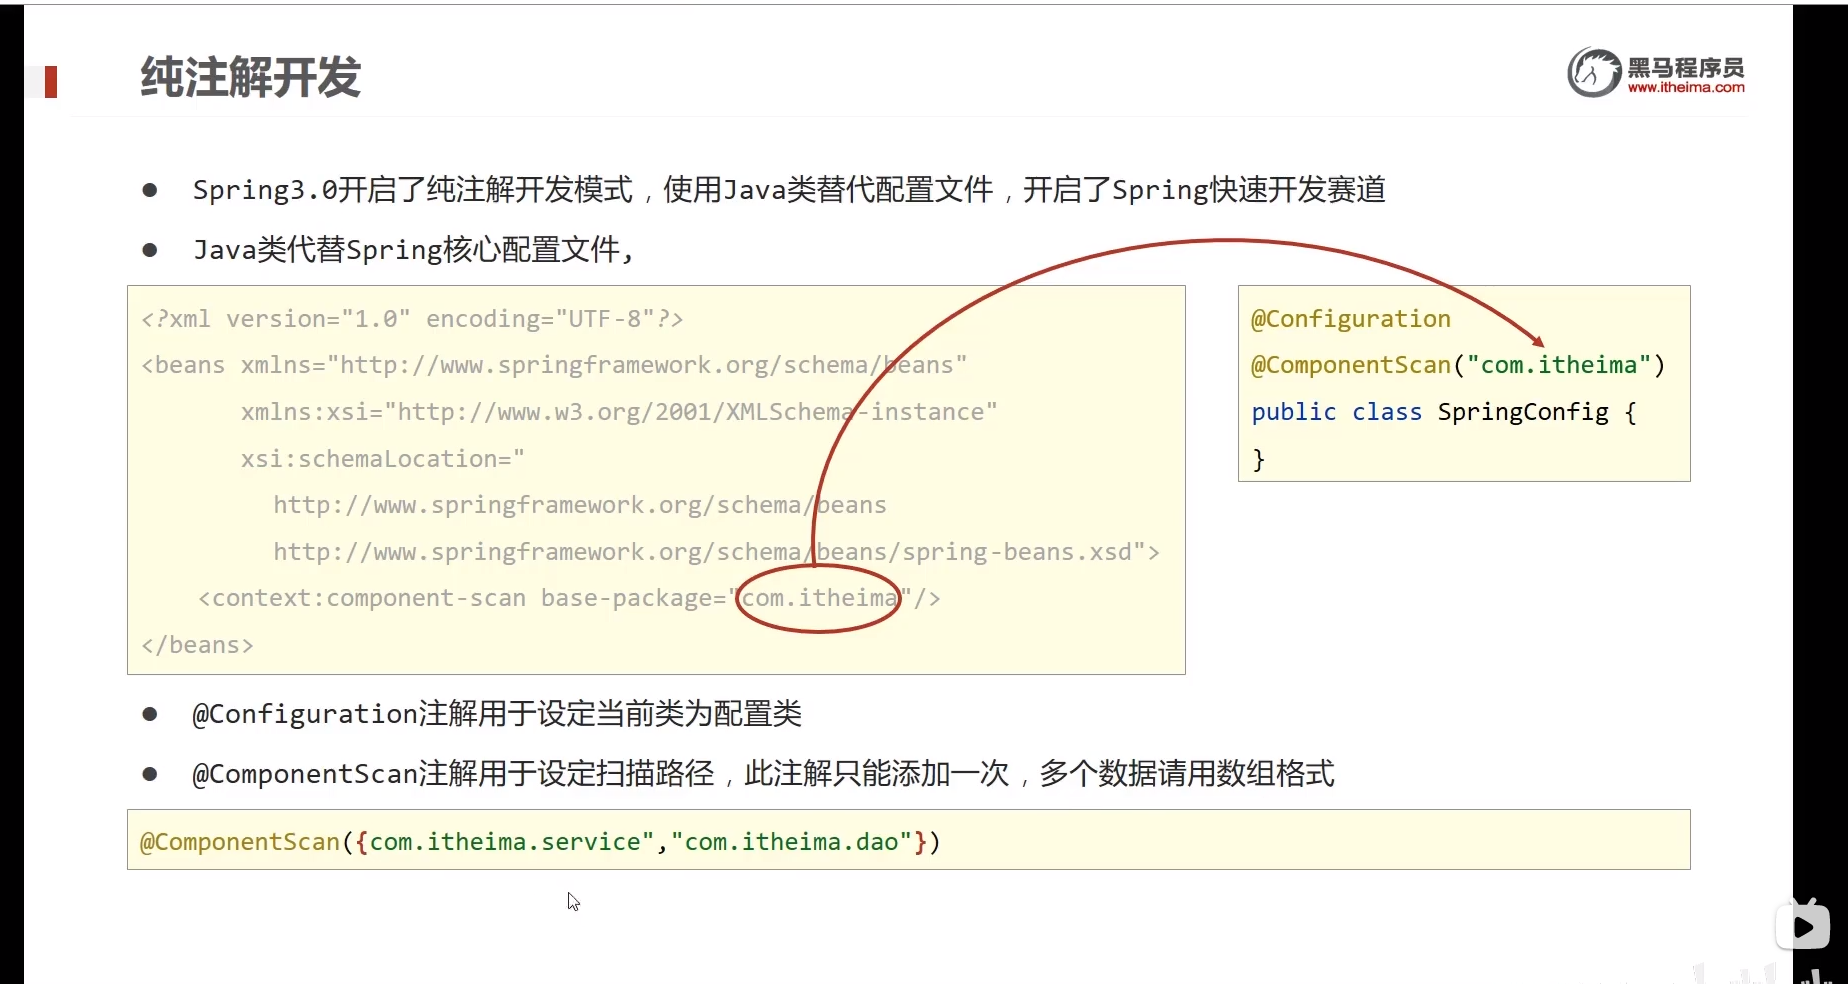 纯注解开发
黑马程序员
www.itheima.com
Spring3.0开启了纯注解开发模式，使用Java类替代配置文件，开启了Spring快速开发赛道
Java类代替Spring核心配置文件,
<?xml version="1.0" encoding="UTF-8"?>
<beans xmlns="http://www.springframework.org/schema/beans"
xmlns:xsi="http://www.w3.org/2001/XMLSchema-instance"
xsi:schemaLocation="
http://www.springframework.org/schema/beans
http://www.springframework.org/schema/beans/spring-beans.xsd">
<context:component-scan base-package="com.itheima"/>
</beans>
@Configuration
@ComponentScan("com.itheima")
public class SpringConfig {
}
@Configuration注解用于设定当前类为配置类
@ComponentScan注解用于设定扫描路径，此注解只能添加一次，多个数据请用数组格式
@ComponentScan({com.itheima.service","com.itheima.dao"})